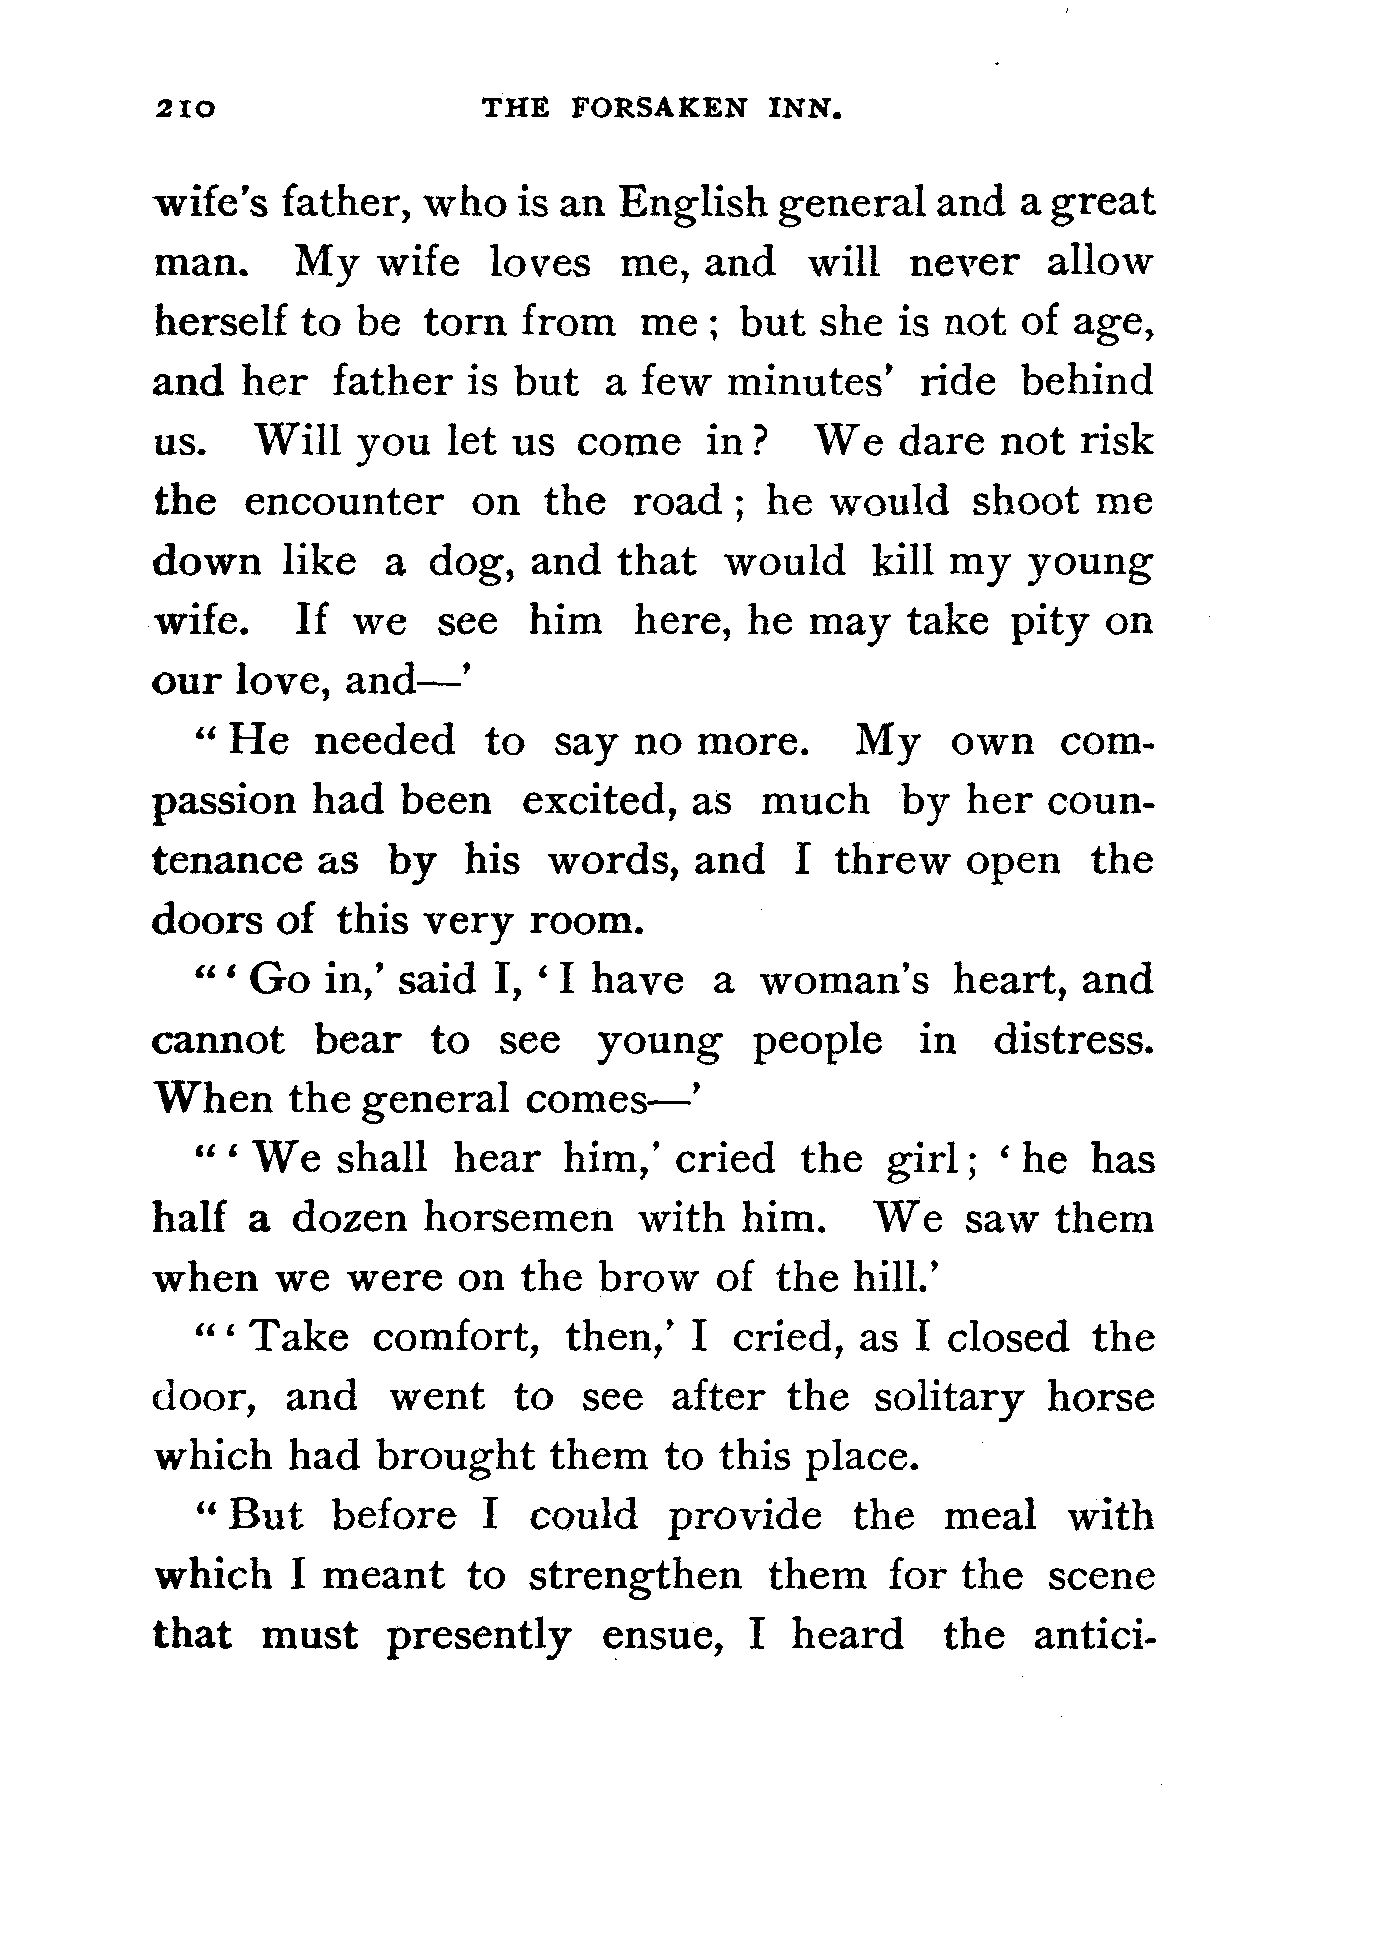 210 THE FORSAKEN INN.
wife's father, who is an English general and a great
man. My wife loves me, and will never allow
herself to be torn from me ; but she is not of age,
and her father is but a few minutes' ride behind
us. Will you let us come in ? We dare not risk
the encounter on the road ; he would shoot me
down like a dog, and that would kill my young
wife. If we see him here, he may take pity on
our love, and—'
“ He needed to say no more. My own com-
passion had been excited, as much by her coun-
tenance as by his words, and I threw open the
doors of this very room.
“ ‘ Go in,’ said I, ‘ I have a woman's heart, and
cannot bear to see young people in distress.
When the general comes—’
“ ‘ We shall hear him,’ cried the girl ; ‘ he has
half a dozen horsemen with him. We saw them
when we were on the brow of the hill.’
“ ‘ Take comfort, then,’ I cried, as I closed the
door, and went to see after the solitary horse
which had brought them to this place.
“ But before I could provide the meal with
which I meant to strengthen them for the scene
that must presently ensue, I heard the antici-